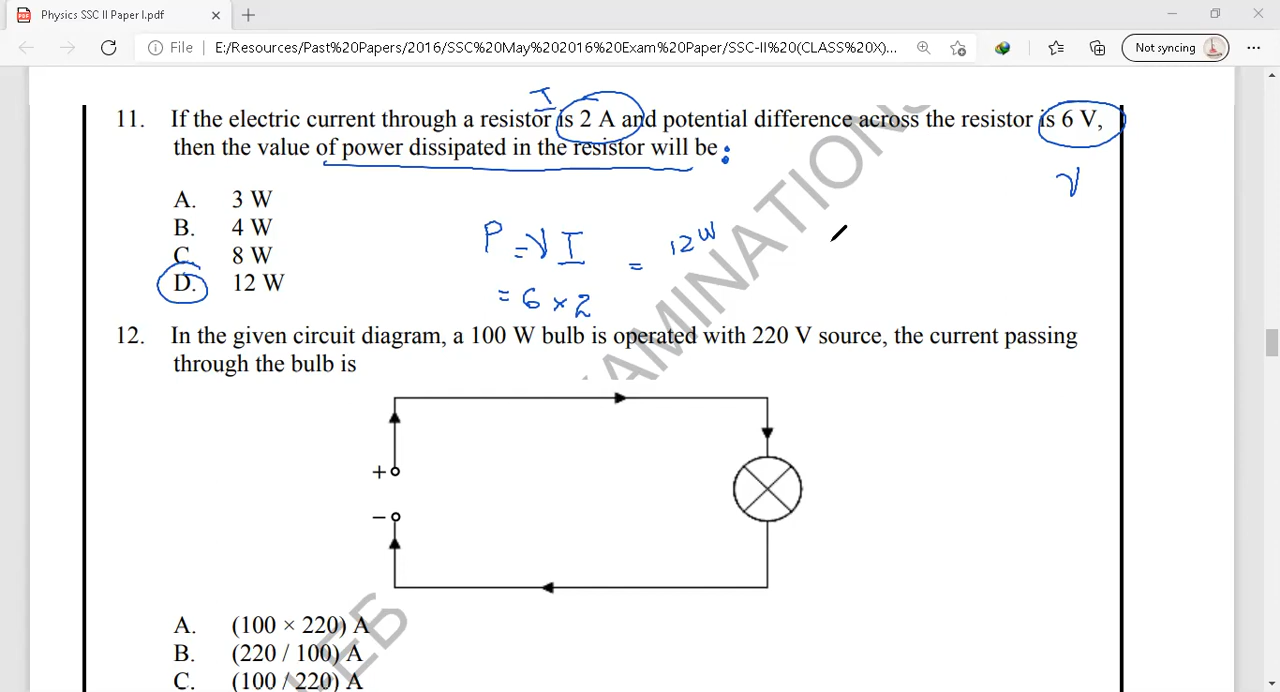 Physics SSC II Paper I.pdf
File | E:/Resources/Past%20Papers/2016/SSC%20May%202016%20Exam%20Paper/SSC-II%20(CLASS%20X)... Not syncing
I
11. If the electric current through a resistor is 2 A and potential difference across the resistor is 6 V,
then the value of power dissipated in the resistor will be:
V
A. 3 W
B. 4 W
C. 8 W
D. 12 W
P = V I = 12 W
= 6 × 2
12. In the given circuit diagram, a 100 W bulb is operated with 220 V source, the current passing
through the bulb is
+
−
A. (100 × 220) A
B. (220 / 100) A
C. (100 / 220) A